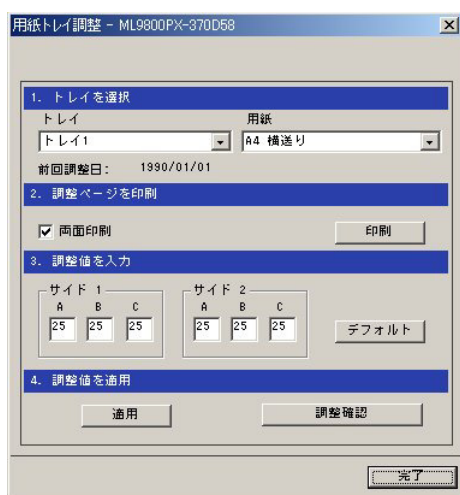 用紙トレイ調整 - ML9800PX-370D58
1. トレイを選択
トレイ 用紙
トレイ1 A4 横送り
前回調整日: 1990/01/01
2. 調整ページを印刷
両面印刷 印刷
3. 調整値を入力
サイド 1 サイド 2
A B C A B C
25 25 25 25 25 25 デフォルト
4. 調整値を適用
適用 調整確認
完了